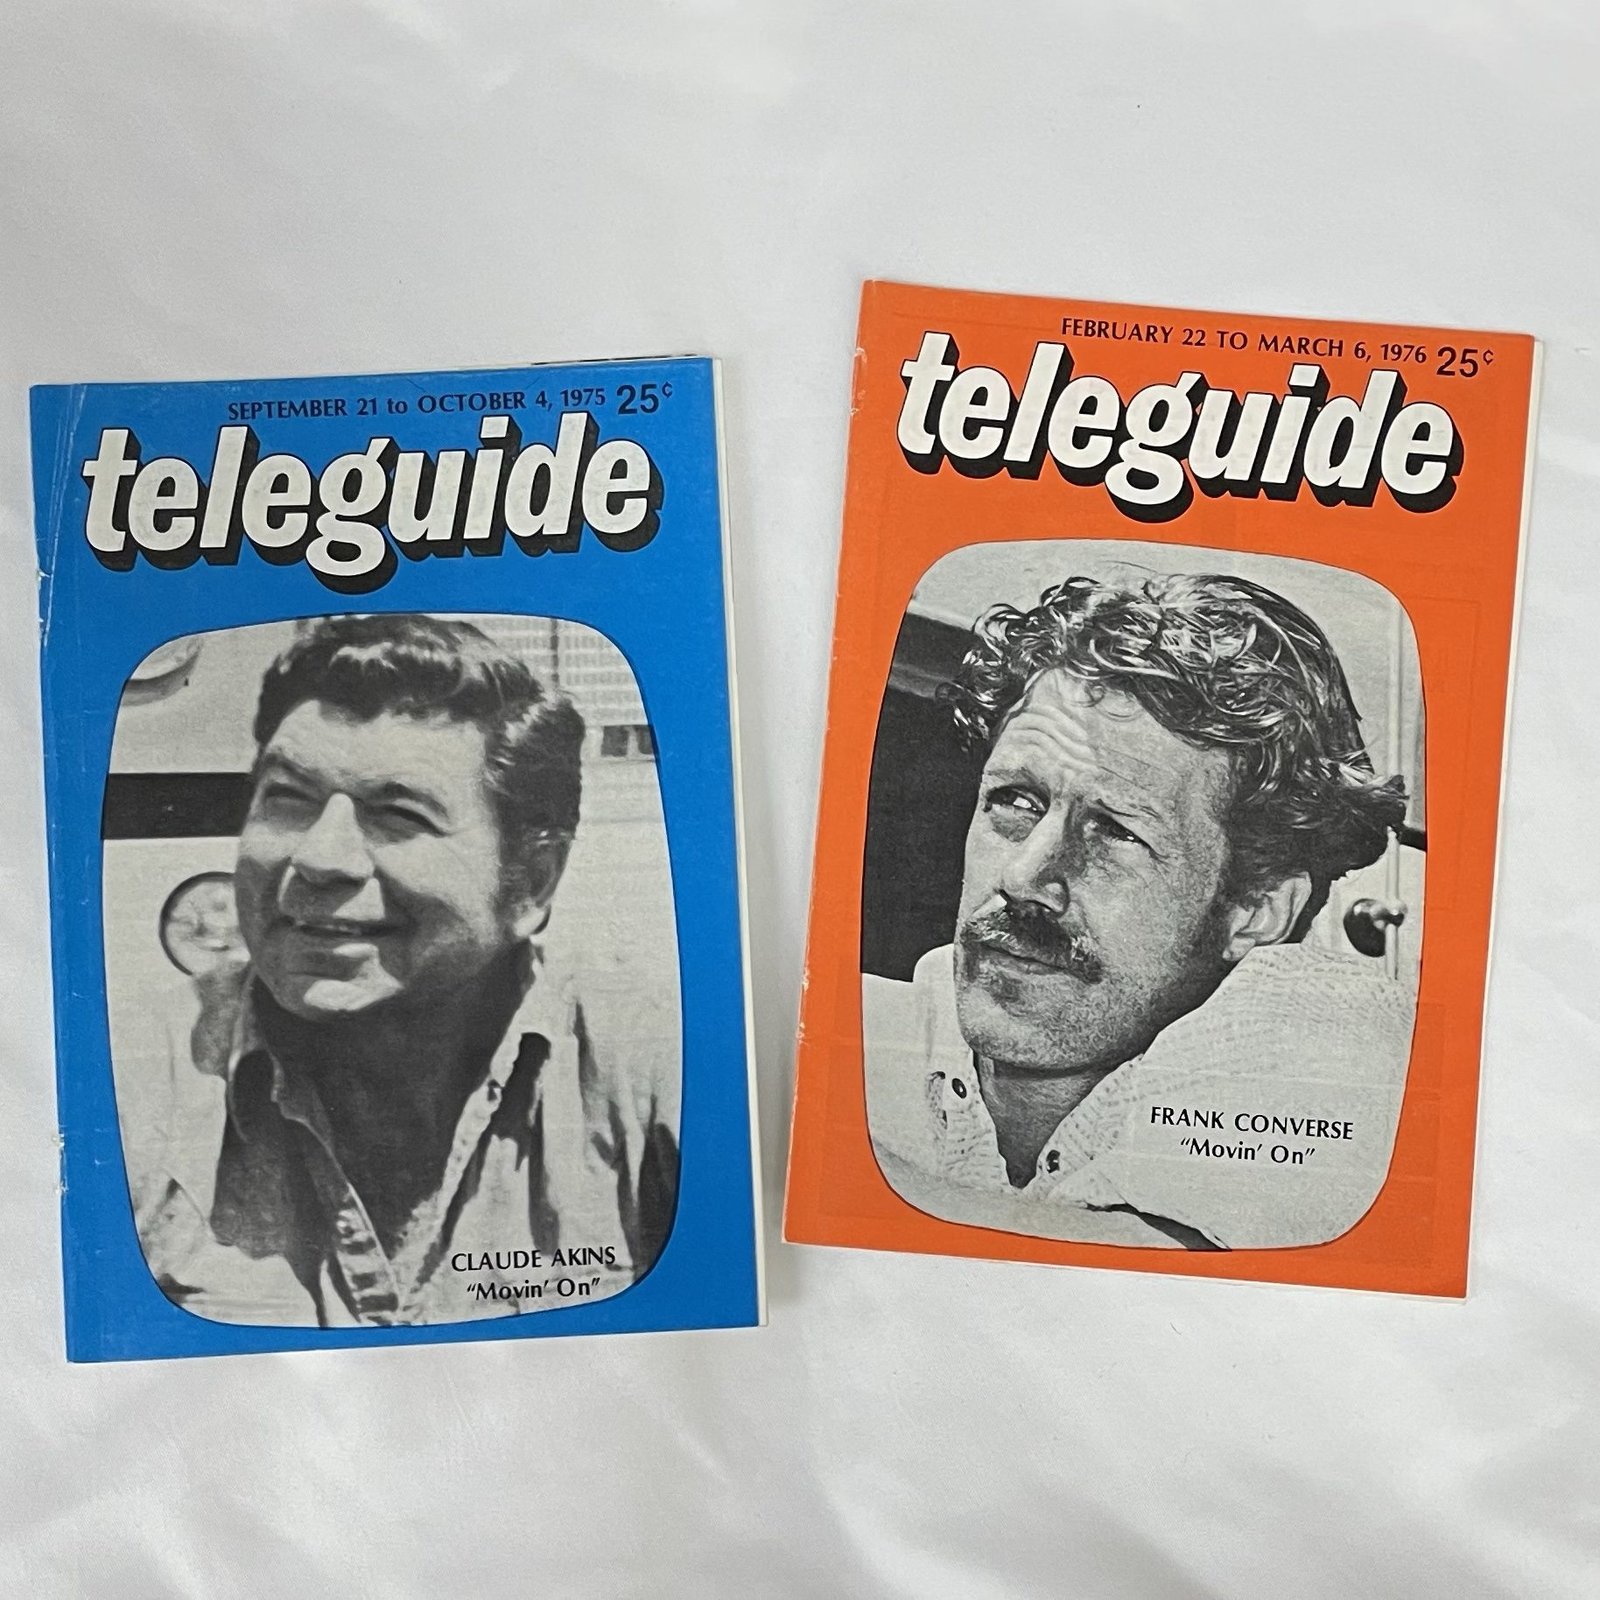 SEPTEMBER 21 to OCTOBER 4, 1975 25¢
teleguide
CLAUDE AKINS
"Movin' On"
FEBRUARY 22 TO MARCH 6, 1976 25¢
teleguide
FRANK CONVERSE
"Movin' On"